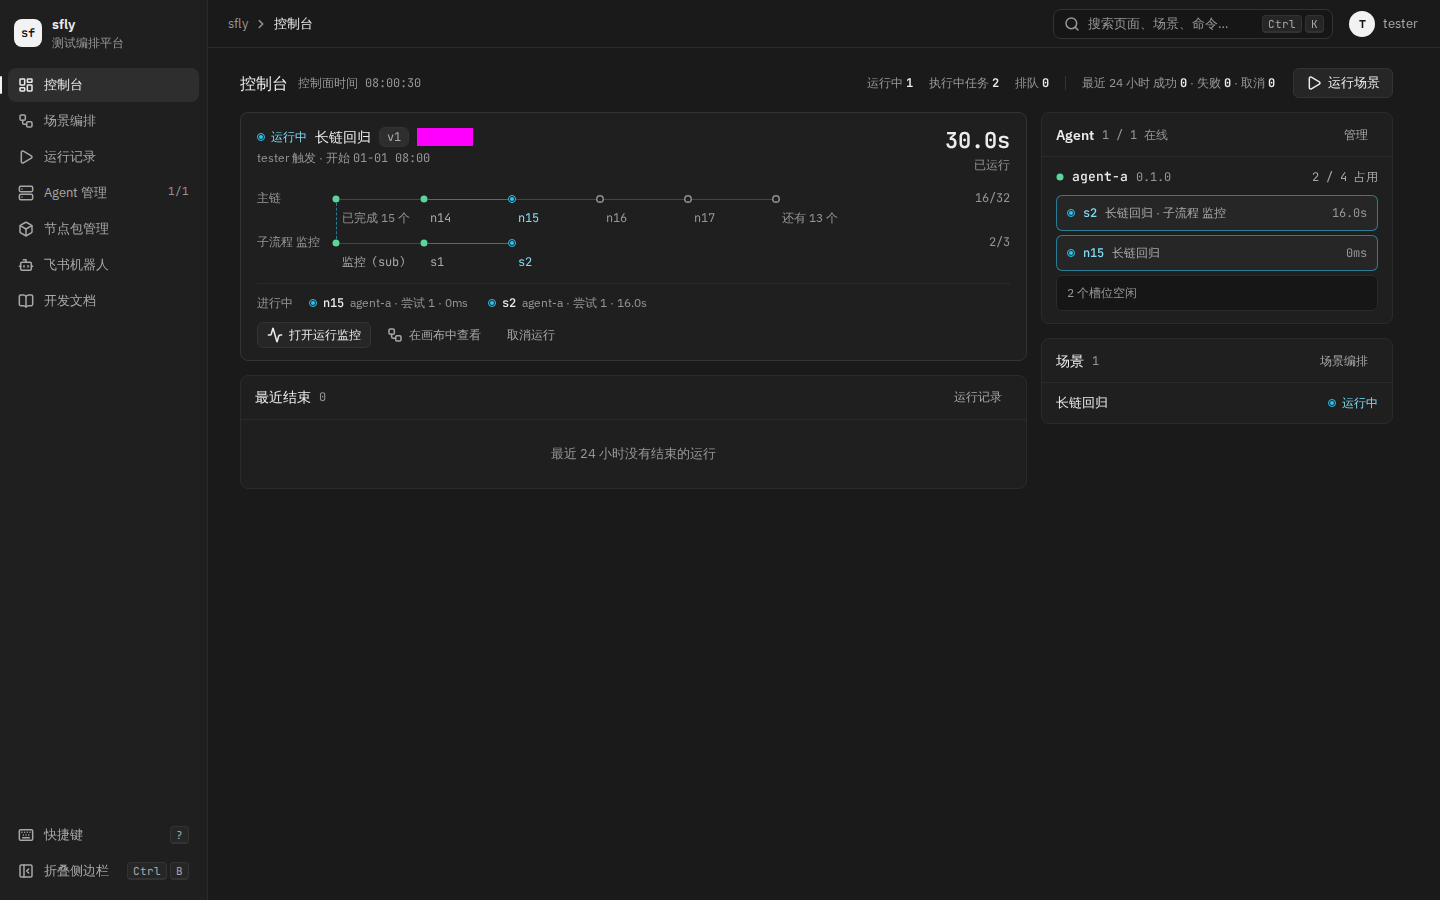 sf sfly
测试编排平台
控制台
场景编排
运行记录
Agent 管理 1/1
节点包管理
飞书机器人
开发文档
快捷键 ?
折叠侧边栏 Ctrl B
sfly > 控制台
搜索页面、场景、命令... Ctrl K
T tester
控制台 控制面时间 08:00:30
运行中 1 执行中任务 2 排队 0 最近 24 小时 成功 0 · 失败 0 · 取消 0
运行场景
运行中 长链回归 v1
tester 触发 · 开始 01-01 08:00
30.0s
已运行
主链 16/32
已完成 15 个 n14 n15 n16 n17 还有 13 个
子流程 监控 2/3
监控 (sub) s1 s2
进行中 n15 agent-a · 尝试 1 · 0ms s2 agent-a · 尝试 1 · 16.0s
打开运行监控 在画布中查看 取消运行
最近结束 0 运行记录
最近 24 小时没有结束的运行
Agent 1 / 1 在线 管理
agent-a 0.1.0 2 / 4 占用
s2 长链回归 · 子流程 监控 16.0s
n15 长链回归 0ms
2 个槽位空闲
场景 1 场景编排
长链回归 运行中